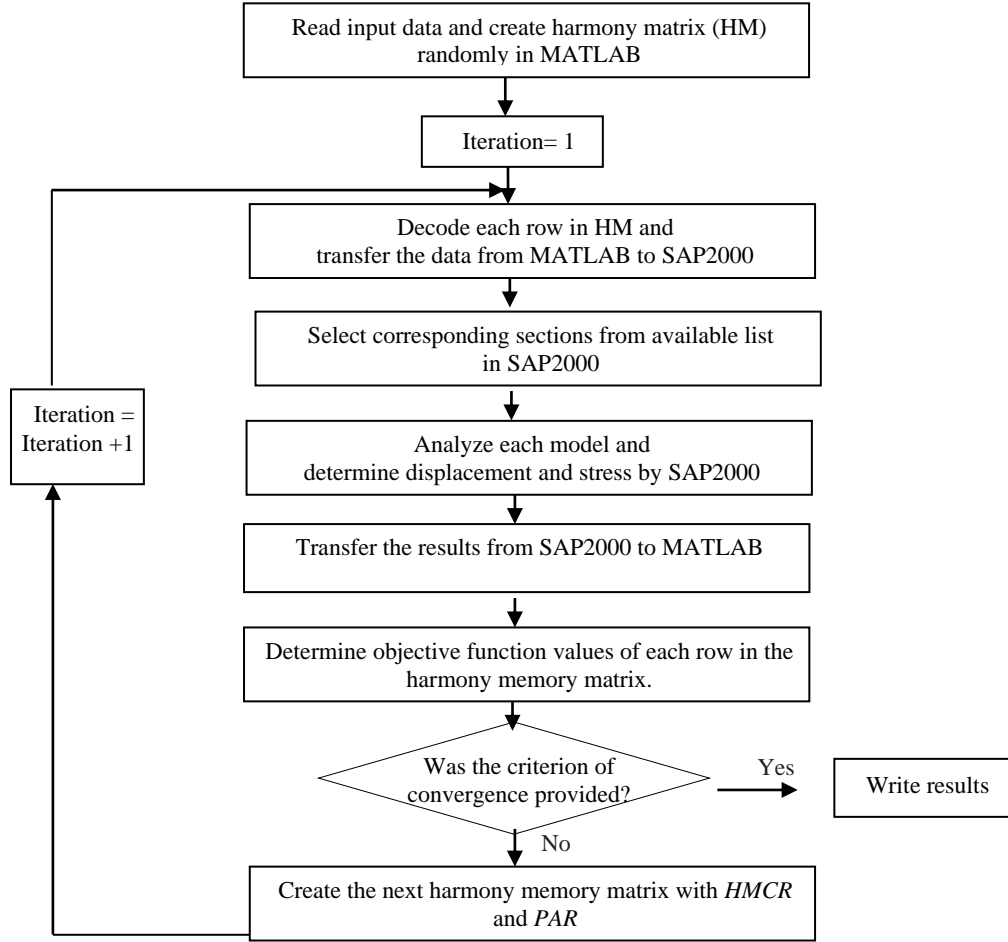 Read input data and create harmony matrix (HM)
randomly in MATLAB
Iteration= 1
Decode each row in HM and
transfer the data from MATLAB to SAP2000
Select corresponding sections from available list
in SAP2000
Iteration =
Iteration +1
Analyze each model and
determine displacement and stress by SAP2000
Transfer the results from SAP2000 to MATLAB
Determine objective function values of each row in the
harmony memory matrix.
Was the criterion of
convergence provided?
Yes
Write results
No
Create the next harmony memory matrix with HMCR
and PAR